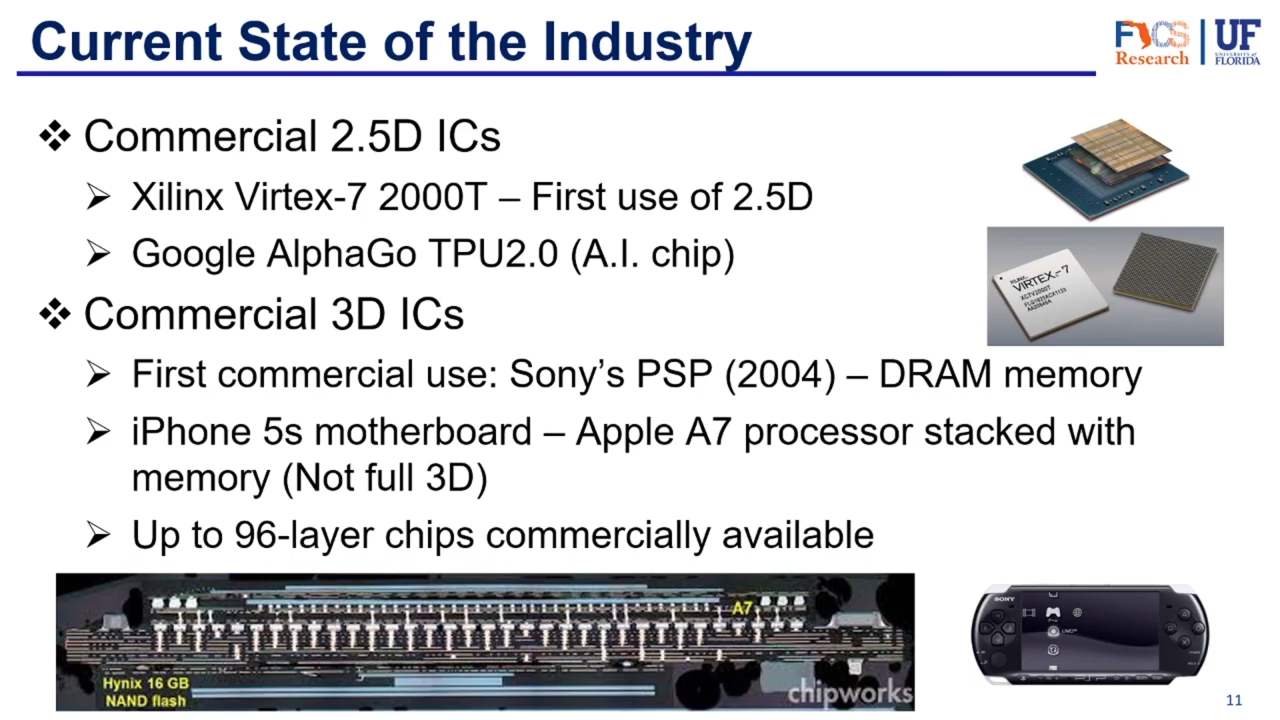 Current State of the Industry
FICS
Research
UF
UNIVERSITY of
FLORIDA
❖ Commercial 2.5D ICs
➢ Xilinx Virtex-7 2000T – First use of 2.5D
➢ Google AlphaGo TPU2.0 (A.I. chip)
❖ Commercial 3D ICs
➢ First commercial use: Sony’s PSP (2004) – DRAM memory
➢ iPhone 5s motherboard – Apple A7 processor stacked with
memory (Not full 3D)
➢ Up to 96-layer chips commercially available
XILINX
VIRTEX-7
XC7V2000T
A7
Hynix 16 GB
NAND flash
chipworks
SONY
11